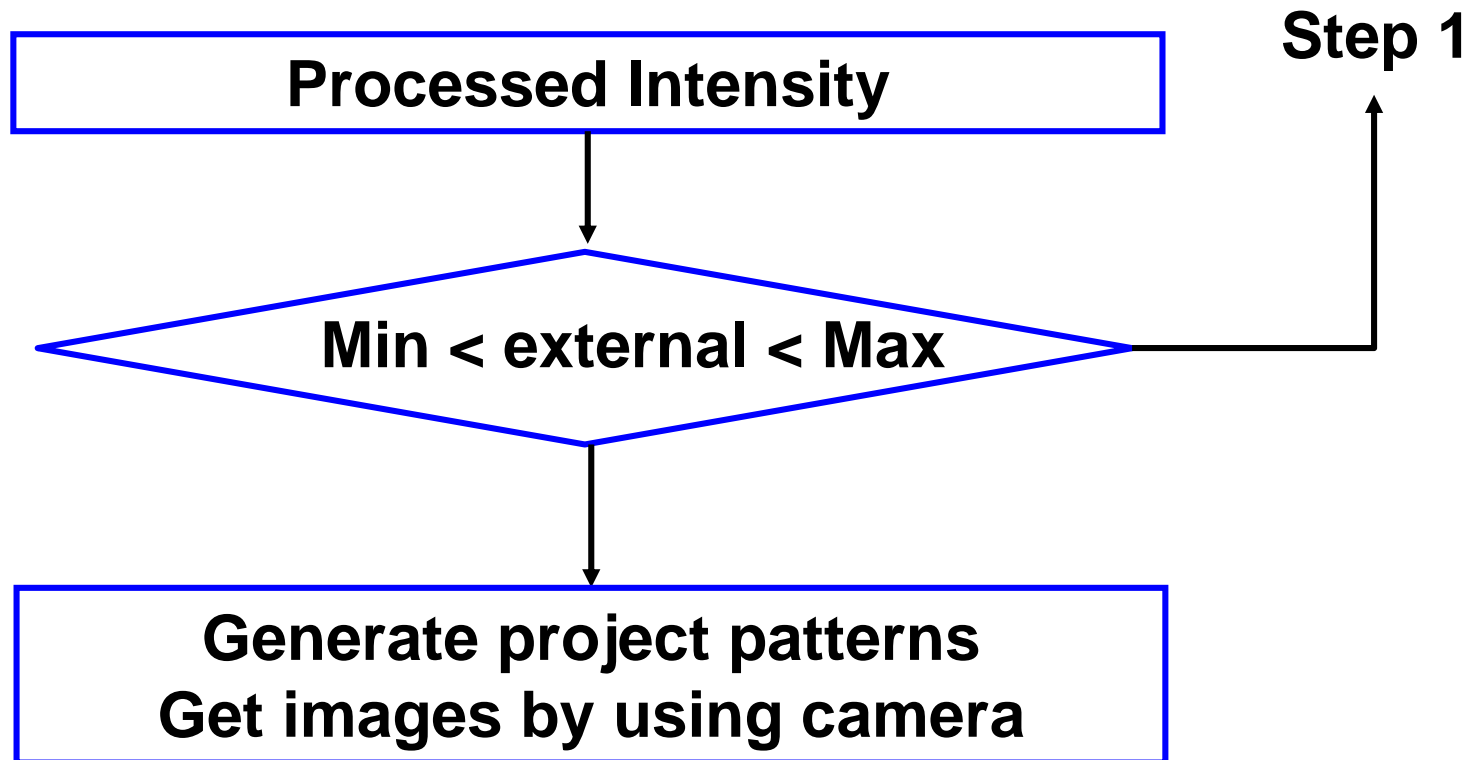 Step 1
Processed Intensity
Min < external < Max
Generate project patterns
Get images by using camera